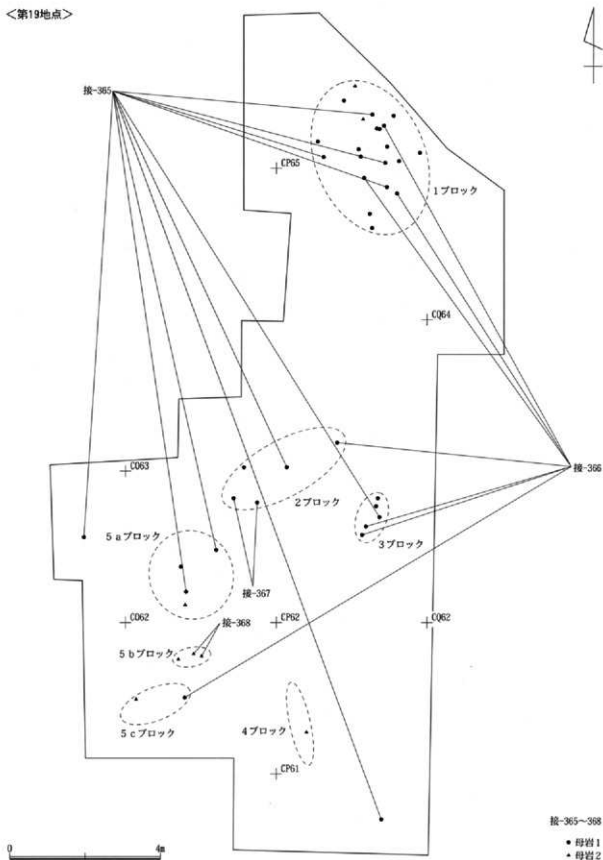 <第19地点>
接-365
CP65
1ブロック
CQ64
接-366
CO63
2ブロック
3ブロック
5aブロック
接-367
CO62
CP62
CQ62
接-368
5bブロック
5cブロック
4ブロック
CP61
接-365～368
● 母岩1
▲ 母岩2
0 4m